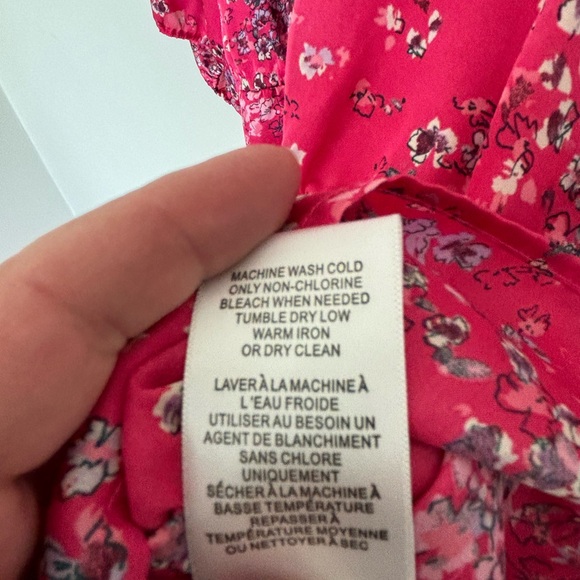 MACHINE WASH COLD
ONLY NON-CHLORINE
BLEACH WHEN NEEDED
TUMBLE DRY LOW
WARM IRON
OR DRY CLEAN
LAVER À LA MACHINE À
L'EAU FROIDE
UTILISER AU BESOIN UN
AGENT DE BLANCHIMENT
SANS CHLORE
UNIQUEMENT
SÉCHER À LA MACHINE À
BASSE TEMPÉRATURE
REPASSER À
TEMPÉRATURE MOYENNE
OU NETTOYER À SEC